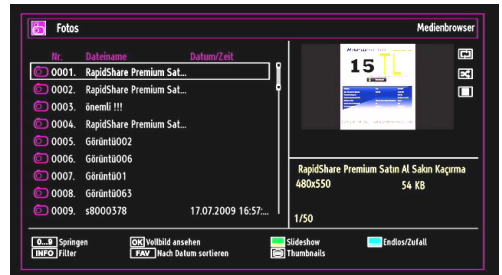 Fotos Medienbrowser
Nr. Dateiname Datum/Zeit
0001. RapidShare Premium Sat...
0002. RapidShare Premium Sat...
0003. önemli !!!
0004. RapidShare Premium Sat...
0005. Görüntü002
0006. Görüntü006
0007. Görüntü01
0008. Görüntü063
0009. s8000378 17.07.2009 16:57:...
15 TL
RapidShare Premium Satın Al Sakın Kaçırma
480x550 54 KB
1/50
0...9 Springen OK Vollbild ansehen Slideshow Endlos/Zufall
INFO Filter FAV Nach Datum sortieren Thumbnails